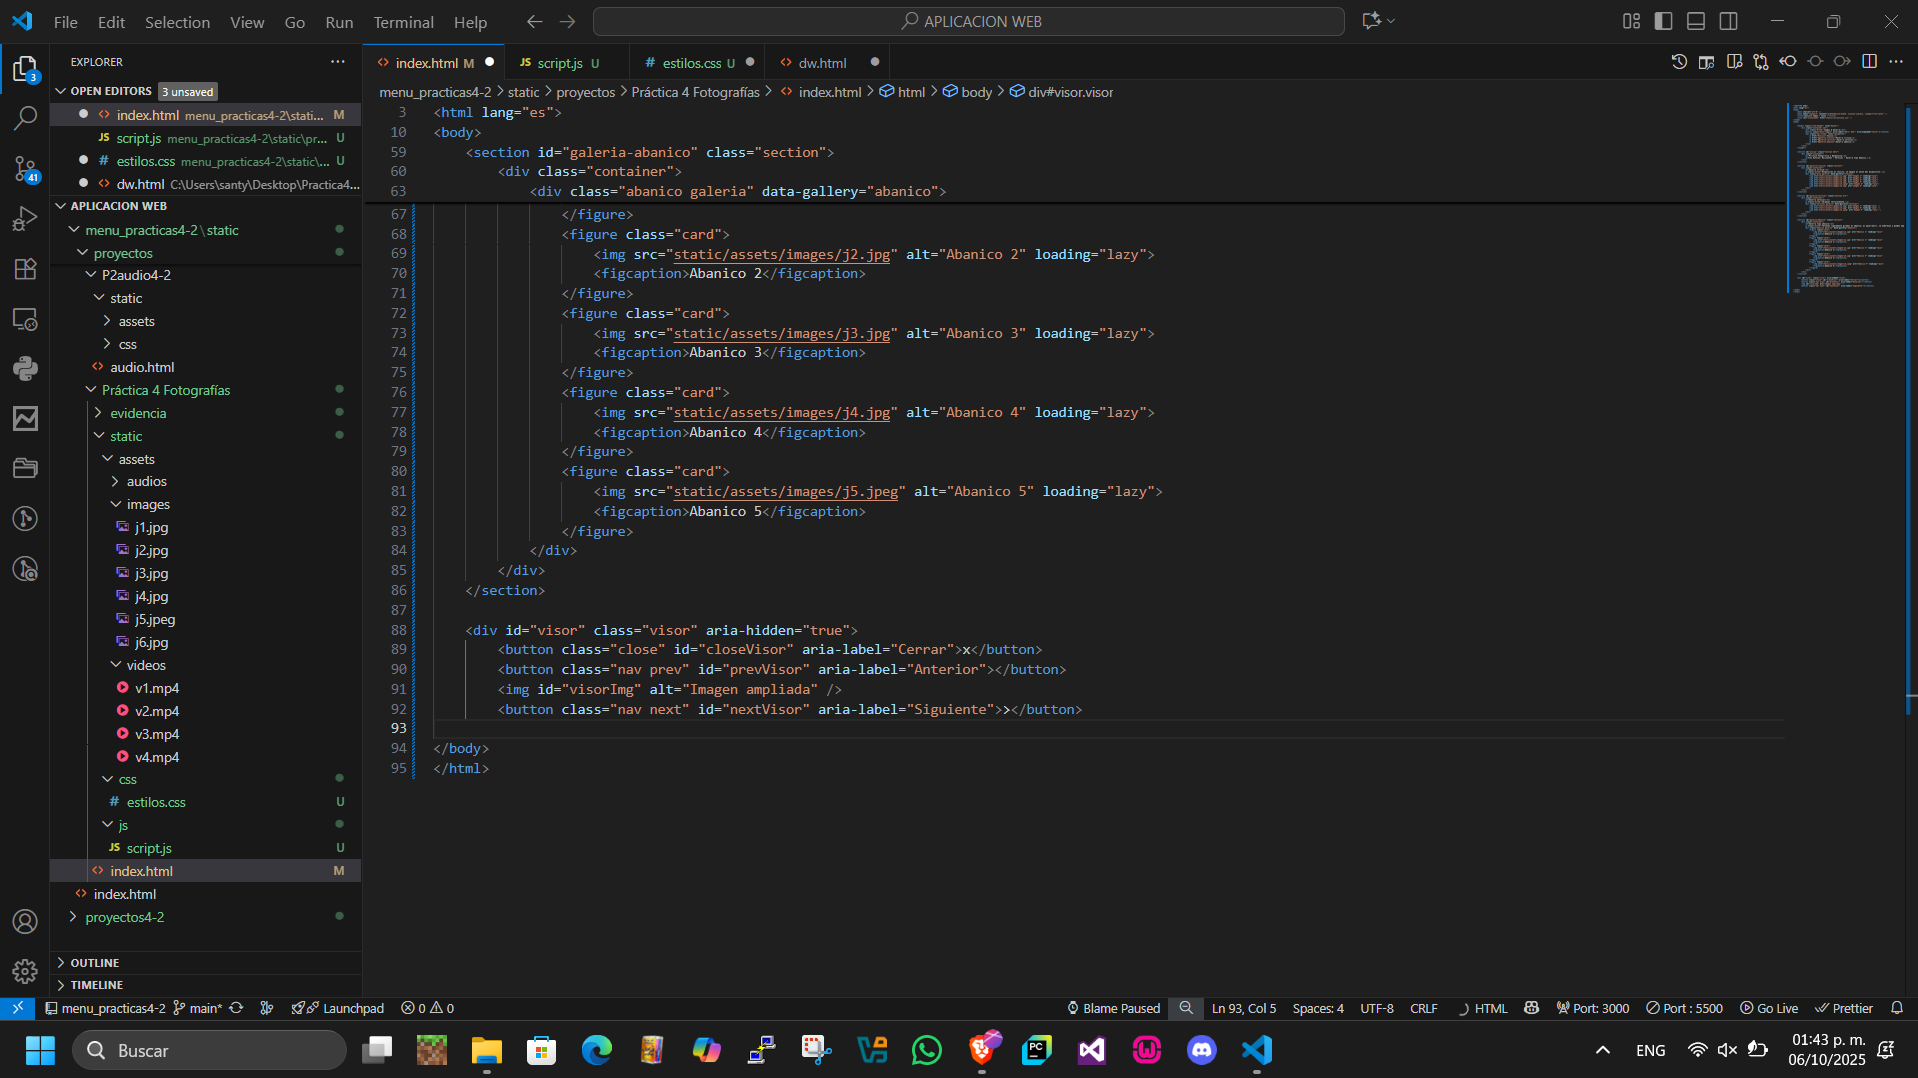 File Edit Selection View Go Run Terminal Help
APLICACION WEB
EXPLORER
OPEN EDITORS 3 unsaved
index.html menu_practicas4-2\stati... M
JS script.js menu_practicas4-2\static\pr... U
# estilos.css menu_practicas4-2\static\... U
dw.html C:\Users\santy\Desktop\Practica4...
APLICACION WEB
menu_practicas4-2\static
proyectos
P2audio4-2
static
assets
css
audio.html
Práctica 4 Fotografías
evidencia
static
assets
audios
images
j1.jpg
j2.jpg
j3.jpg
j4.jpg
j5.jpeg
j6.jpg
videos
v1.mp4
v2.mp4
v3.mp4
v4.mp4
css
# estilos.css U
js
JS script.js U
index.html M
index.html
proyectos4-2
OUTLINE
TIMELINE
3
41
index.html M
JS script.js U
# estilos.css U
dw.html
menu_practicas4-2 > static > proyectos > Práctica 4 Fotografías > index.html > html > body > div#visor.visor
3 <html lang="es">
10 <body>
59 <section id="galeria-abanico" class="section">
60 <div class="container">
63 <div class="abanico galeria" data-gallery="abanico">
67 </figure>
68 <figure class="card">
69 <img src="static/assets/images/j2.jpg" alt="Abanico 2" loading="lazy">
70 <figcaption>Abanico 2</figcaption>
71 </figure>
72 <figure class="card">
73 <img src="static/assets/images/j3.jpg" alt="Abanico 3" loading="lazy">
74 <figcaption>Abanico 3</figcaption>
75 </figure>
76 <figure class="card">
77 <img src="static/assets/images/j4.jpg" alt="Abanico 4" loading="lazy">
78 <figcaption>Abanico 4</figcaption>
79 </figure>
80 <figure class="card">
81 <img src="static/assets/images/j5.jpeg" alt="Abanico 5" loading="lazy">
82 <figcaption>Abanico 5</figcaption>
83 </figure>
84 </div>
85 </div>
86 </section>
87
88 <div id="visor" class="visor" aria-hidden="true">
89 <button class="close" id="closeVisor" aria-label="Cerrar">x</button>
90 <button class="nav prev" id="prevVisor" aria-label="Anterior"></button>
91 <img id="visorImg" alt="Imagen ampliada" />
92 <button class="nav next" id="nextVisor" aria-label="Siguiente">></button>
93
94 </body>
95 </html>
menu_practicas4-2 main* Launchpad 0 0 Blame Paused Ln 93, Col 5 Spaces: 4 UTF-8 CRLF HTML Port: 3000 Port : 5500 Go Live Prettier
Buscar
PC
ENG
01:43 p. m.
06/10/2025